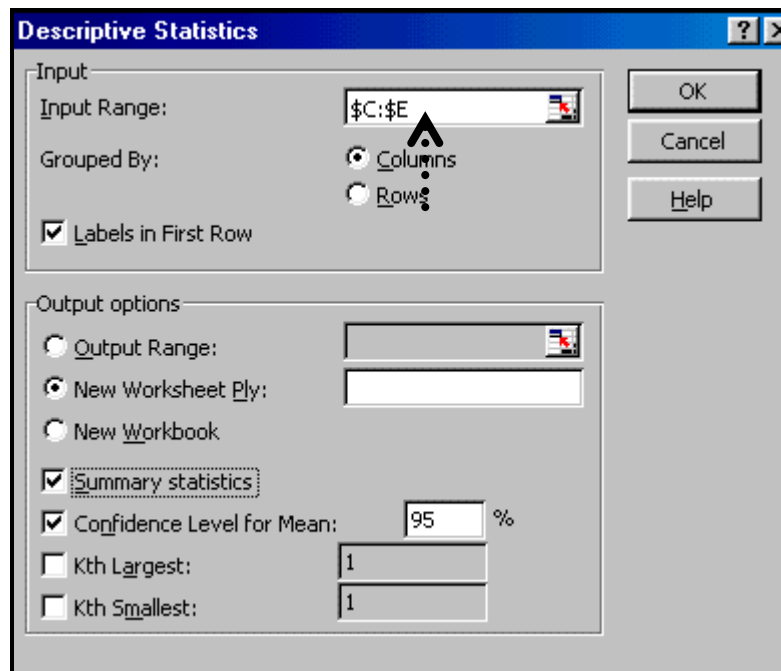 Descriptive Statistics
Input
Input Range: $C:$E
OK
Cancel
Grouped By: Columns
Rows
Help
Labels in First Row
Output options
Output Range:
New Worksheet Ply:
New Workbook
Summary statistics
Confidence Level for Mean: 95 %
Kth Largest: 1
Kth Smallest: 1